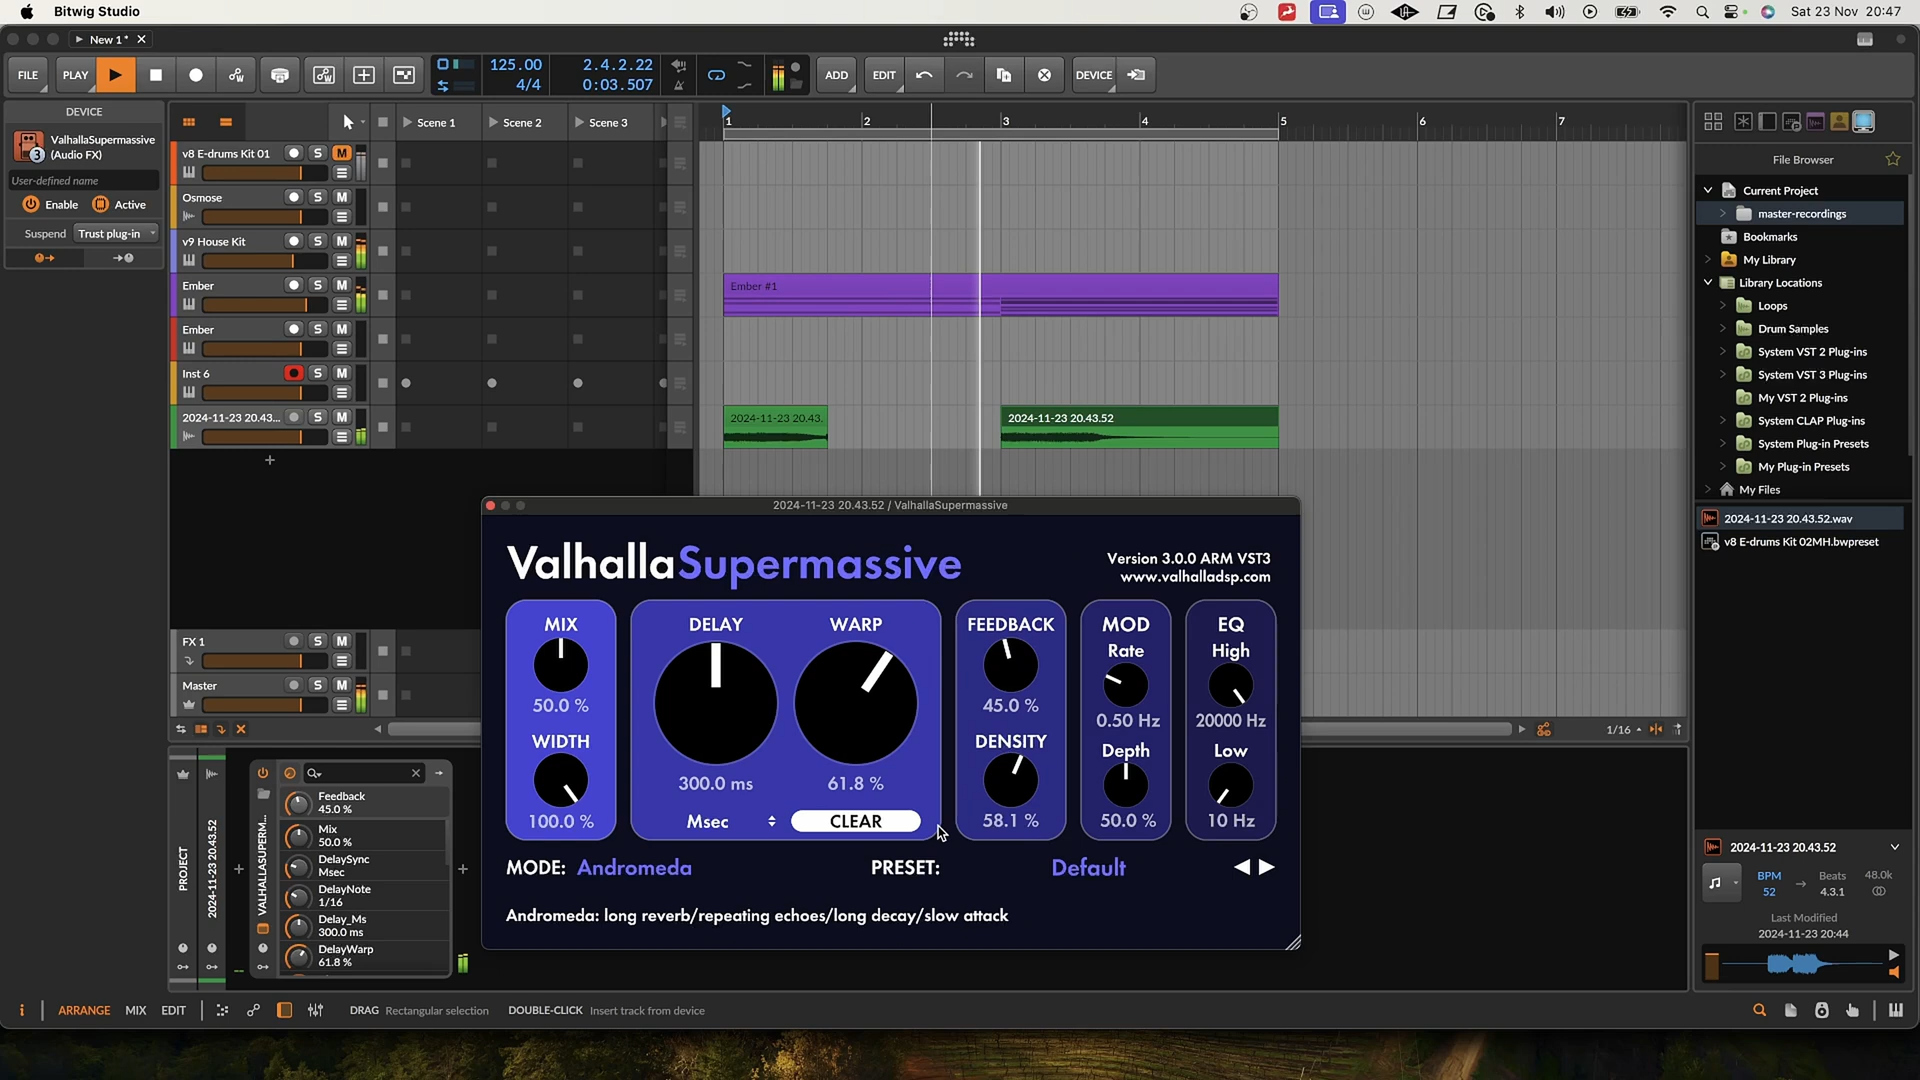 Bitwig Studio
Sat 23 Nov 20:47
New 1*
FILE
PLAY
125.00
4/4
2.4.2.22
0:03.507
ADD
EDIT
DEVICE
DEVICE
ValhallaSupermassive
(Audio FX)
3
User-defined name
Enable
Active
Suspend
Trust plug-in
Scene 1
Scene 2
Scene 3
1
2
3
4
5
6
7
v8 E-drums Kit 01
S
M
Osmose
S
M
v9 House Kit
S
M
Ember
S
M
Ember #1
Ember
S
M
Inst 6
S
M
2024-11-23 20.43...
S
M
2024-11-23 20.43.
2024-11-23 20.43.52
FX 1
S
M
Master
S
M
1/16
File Browser
Current Project
master-recordings
Bookmarks
My Library
Library Locations
Loops
Drum Samples
System VST 2 Plug-ins
System VST 3 Plug-ins
My VST 2 Plug-ins
System CLAP Plug-ins
System Plug-in Presets
My Plug-in Presets
My Files
2024-11-23 20.43.52.wav
v8 E-drums Kit 02MH.bwpreset
2024-11-23 20.43.52
BPM
52
Beats
4.3.1
48.0k
Last Modified
2024-11-23 20:44
2024-11-23 20.43.52 / ValhallaSupermassive
ValhallaSupermassive
Version 3.0.0 ARM VST3
www.valhalladsp.com
MIX
50.0 %
WIDTH
100.0 %
DELAY
300.0 ms
Msec
WARP
61.8 %
CLEAR
FEEDBACK
45.0 %
DENSITY
58.1 %
MOD
Rate
0.50 Hz
Depth
50.0 %
EQ
High
20000 Hz
Low
10 Hz
MODE: Andromeda
PRESET: Default
Andromeda: long reverb/repeating echoes/long decay/slow attack
PROJECT
2024-11-23 20.43.52
VALHALLASUPERM...
Feedback
45.0 %
Mix
50.0 %
DelaySync
Msec
DelayNote
1/16
Delay_Ms
300.0 ms
DelayWarp
61.8 %
ARRANGE
MIX
EDIT
DRAG Rectangular selection
DOUBLE-CLICK Insert track from device